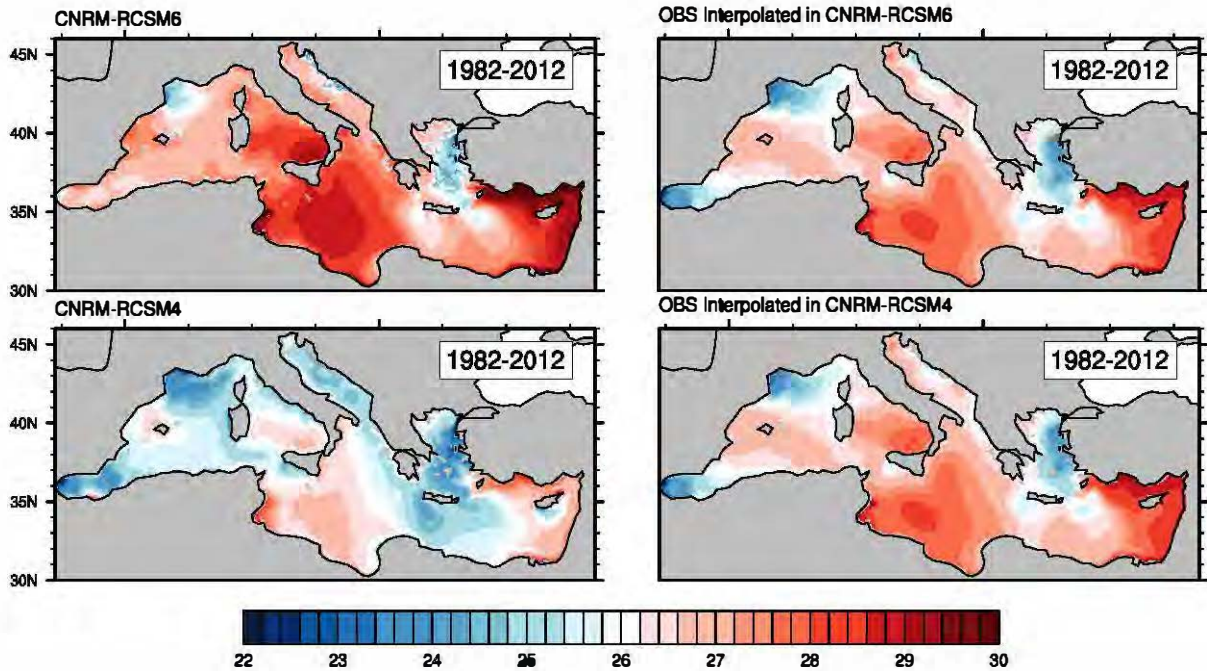 CNRM-RCSM6
OBS Interpolated in CNRM-RCSM6
45N
1982-2012
1982-2012
40N
35N
30N
CNRM-RCSM4
OBS Interpolated in CNRM-RCSM4
45N
1982-2012
1982-2012
40N
35N
30N
22 23 24 25 26 27 28 29 30